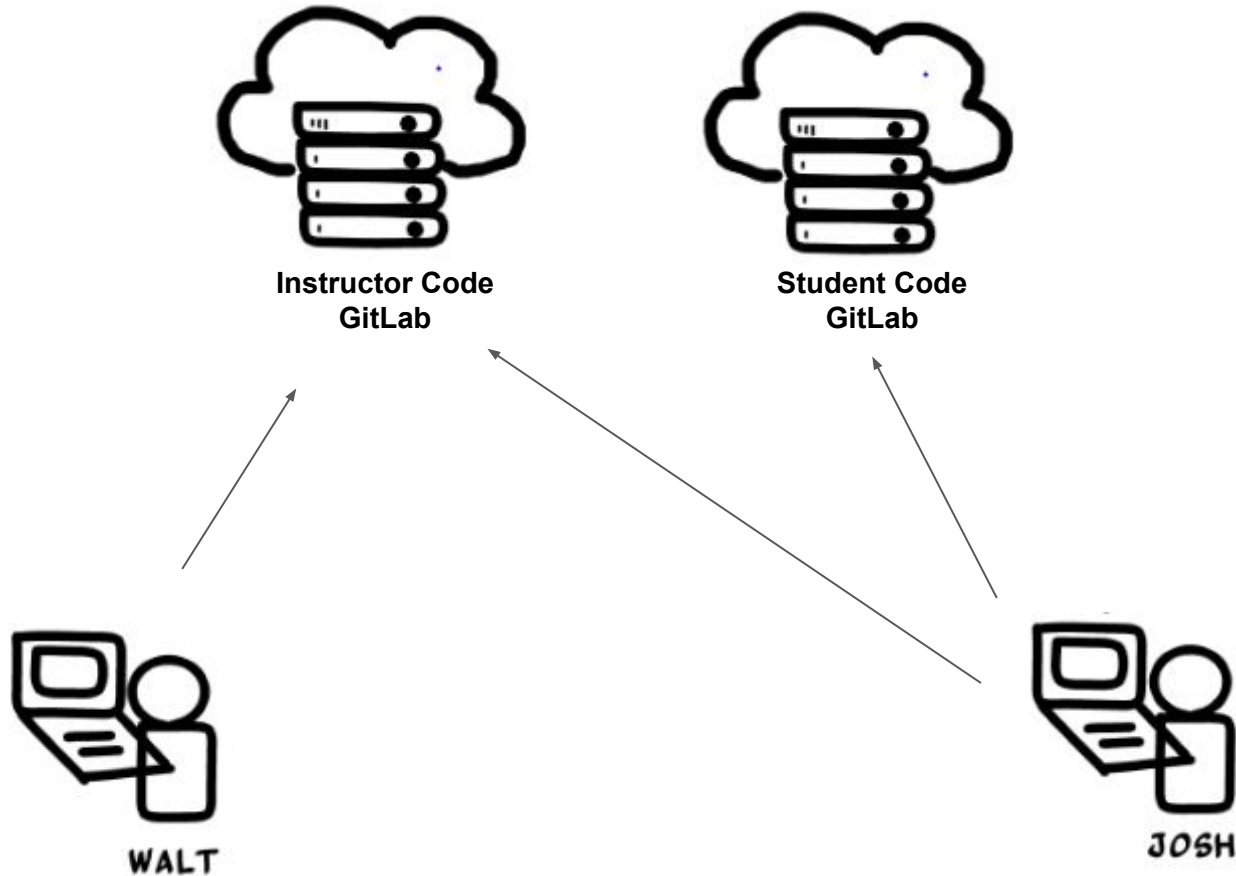 Instructor Code
GitLab
Student Code
GitLab
WALT
JOSH